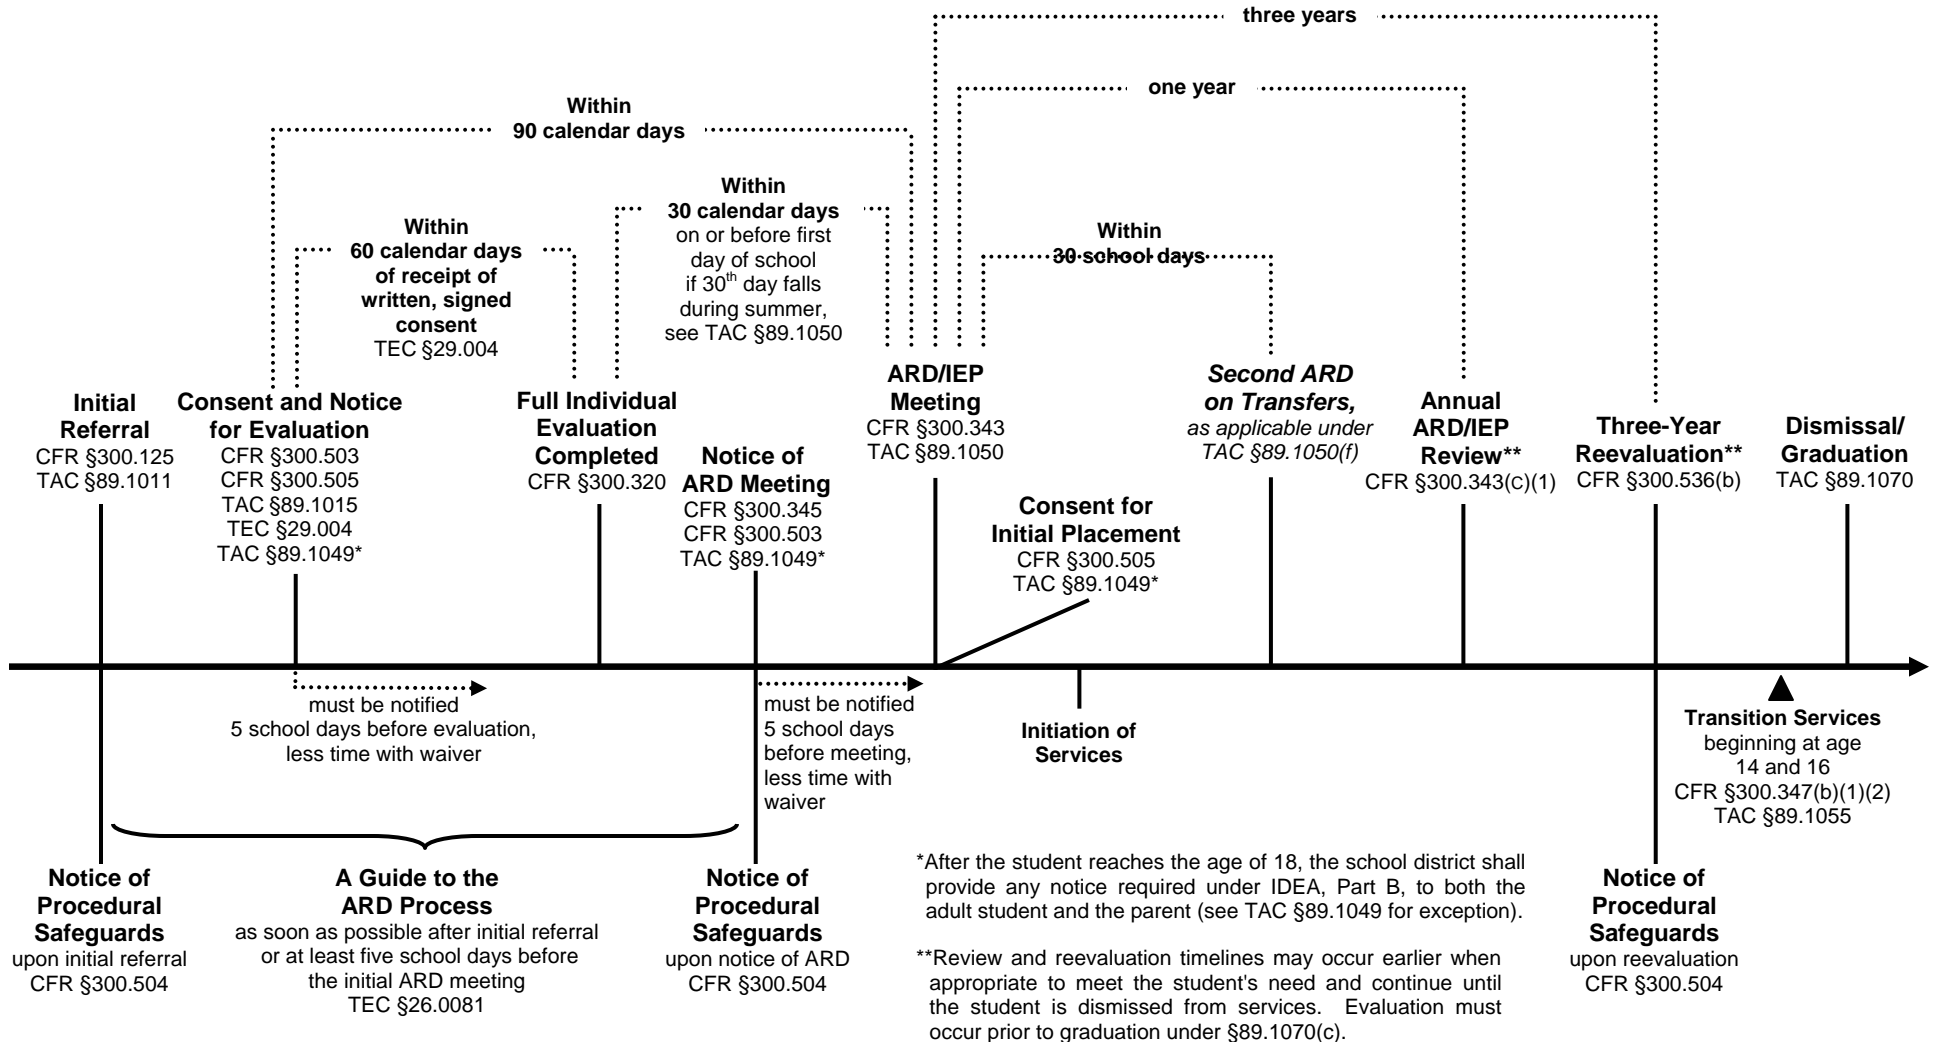 three years
one year
Within
90 calendar days
Within
30 calendar days
on or before first
day of school
if 30th day falls
during summer,
see TAC §89.1050
Within
60 calendar days
of receipt of
written, signed
consent
TEC §29.004
Within
30 school days
Initial
Referral
CFR §300.125
TAC §89.1011
Consent and Notice
for Evaluation
CFR §300.503
CFR §300.505
TAC §89.1015
TEC §29.004
TAC §89.1049*
Full Individual
Evaluation
Completed
CFR §300.320
Notice of
ARD Meeting
CFR §300.345
CFR §300.503
TAC §89.1049*
ARD/IEP
Meeting
CFR §300.343
TAC §89.1050
Consent for
Initial Placement
CFR §300.505
TAC §89.1049*
Second ARD
on Transfers,
as applicable under
TAC §89.1050(f)
Annual
ARD/IEP
Review**
CFR §300.343(c)(1)
Three-Year
Reevaluation**
CFR §300.536(b)
Dismissal/
Graduation
TAC §89.1070
must be notified
5 school days before evaluation,
less time with waiver
must be notified
5 school days
before meeting,
less time with
waiver
Initiation of
Services
Transition Services
beginning at age
14 and 16
CFR §300.347(b)(1)(2)
TAC §89.1055
Notice of
Procedural
Safeguards
upon initial referral
CFR §300.504
A Guide to the
ARD Process
as soon as possible after initial referral
or at least five school days before
the initial ARD meeting
TEC §26.0081
Notice of
Procedural
Safeguards
upon notice of ARD
CFR §300.504
*After the student reaches the age of 18, the school district shall
provide any notice required under IDEA, Part B, to both the
adult student and the parent (see TAC §89.1049 for exception).
**Review and reevaluation timelines may occur earlier when
appropriate to meet the student's need and continue until
the student is dismissed from services. Evaluation must
occur prior to graduation under §89.1070(c).
Notice of
Procedural
Safeguards
upon reevaluation
CFR §300.504